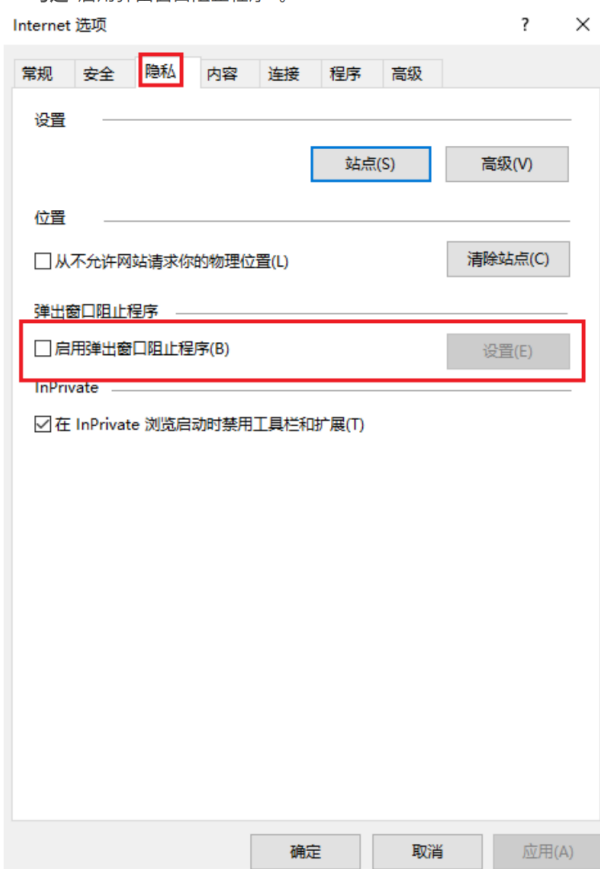 Internet 选项
?
×
常规 安全 隐私 内容 连接 程序 高级
设置
站点(S) 高级(V)
位置
从不允许网站请求你的物理位置(L) 清除站点(C)
弹出窗口阻止程序
启用弹出窗口阻止程序(B) 设置(E)
InPrivate
在 InPrivate 浏览启动时禁用工具栏和扩展(T)
确定 取消 应用(A)